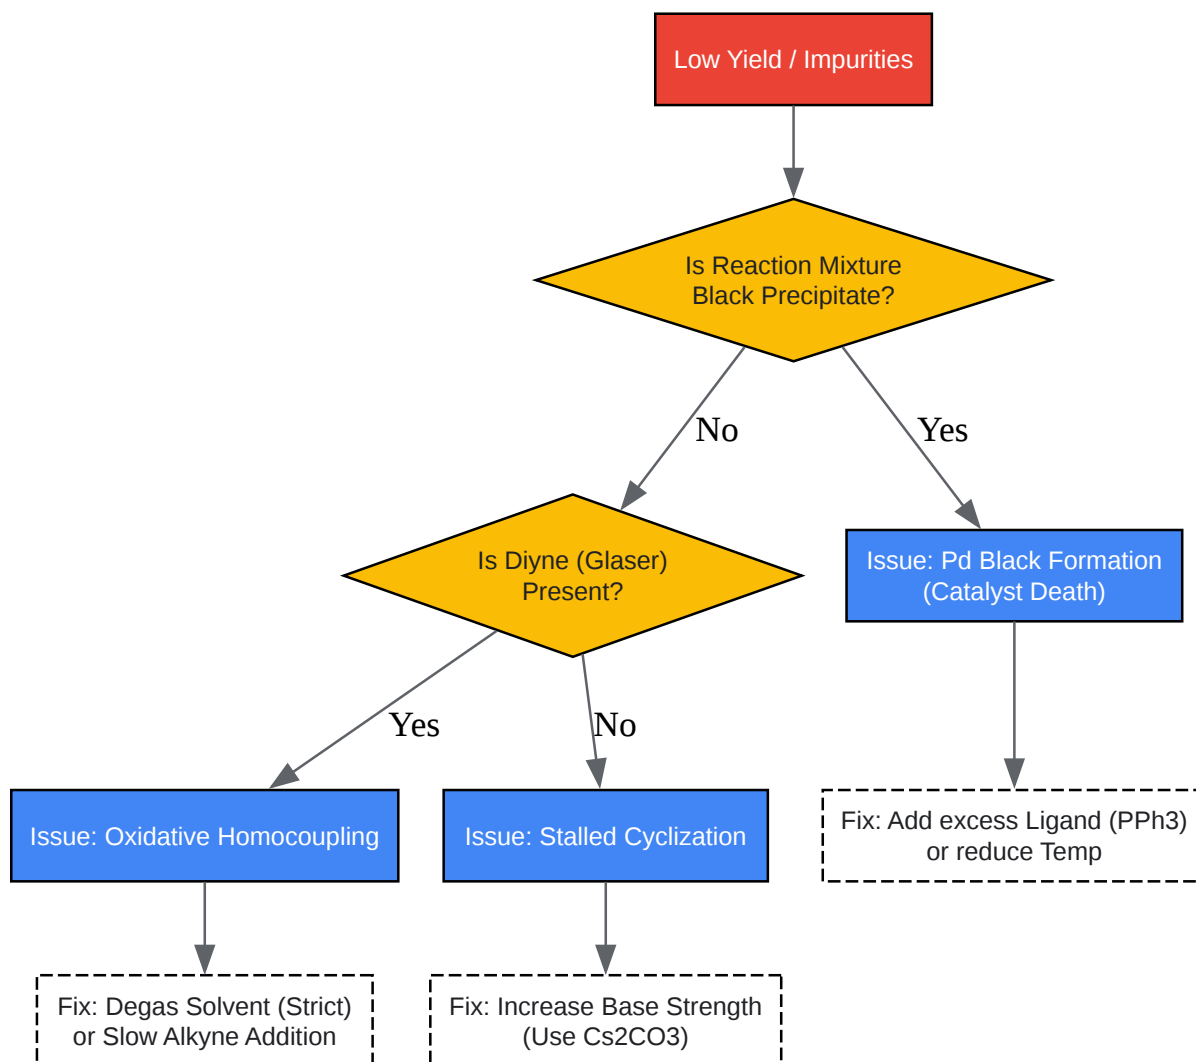 Low Yield / Impurities
Is Reaction Mixture
Black Precipitate?
No
Yes
Is Diyne (Glaser)
Present?
Issue: Pd Black Formation
(Catalyst Death)
Yes
No
Issue: Oxidative Homocoupling
Issue: Stalled Cyclization
Fix: Add excess Ligand (PPh3)
or reduce Temp
Fix: Degas Solvent (Strict)
or Slow Alkyne Addition
Fix: Increase Base Strength
(Use Cs2CO3)